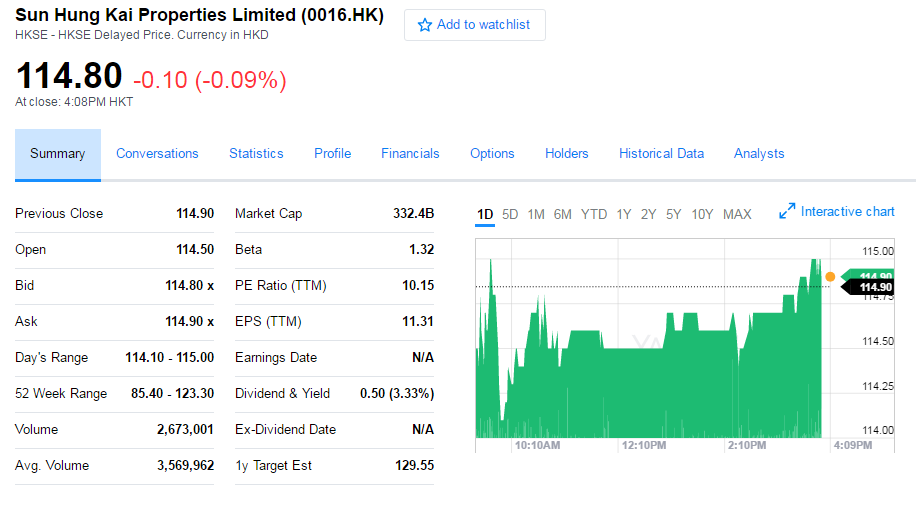 Sun Hung Kai Properties Limited (0016.HK)
Add to watchlist
HKSE - HKSE Delayed Price. Currency in HKD
114.80 -0.10 (-0.09%)
At close: 4:08PM HKT
Summary Conversations Statistics Profile Financials Options Holders Historical Data Analysts
Previous Close 114.90
Open 114.50
Bid 114.80 x
Ask 114.90 x
Day's Range 114.10 - 115.00
52 Week Range 85.40 - 123.30
Volume 2,673,001
Avg. Volume 3,569,962
Market Cap 332.4B
Beta 1.32
PE Ratio (TTM) 10.15
EPS (TTM) 11.31
Earnings Date N/A
Dividend & Yield 0.50 (3.33%)
Ex-Dividend Date N/A
1y Target Est 129.55
1D 5D 1M 6M YTD 1Y 2Y 5Y 10Y MAX
Interactive chart
115.00
114.90
114.90
114.75
114.50
114.25
114.00
10:10AM 12:10PM 2:10PM 4:09PM